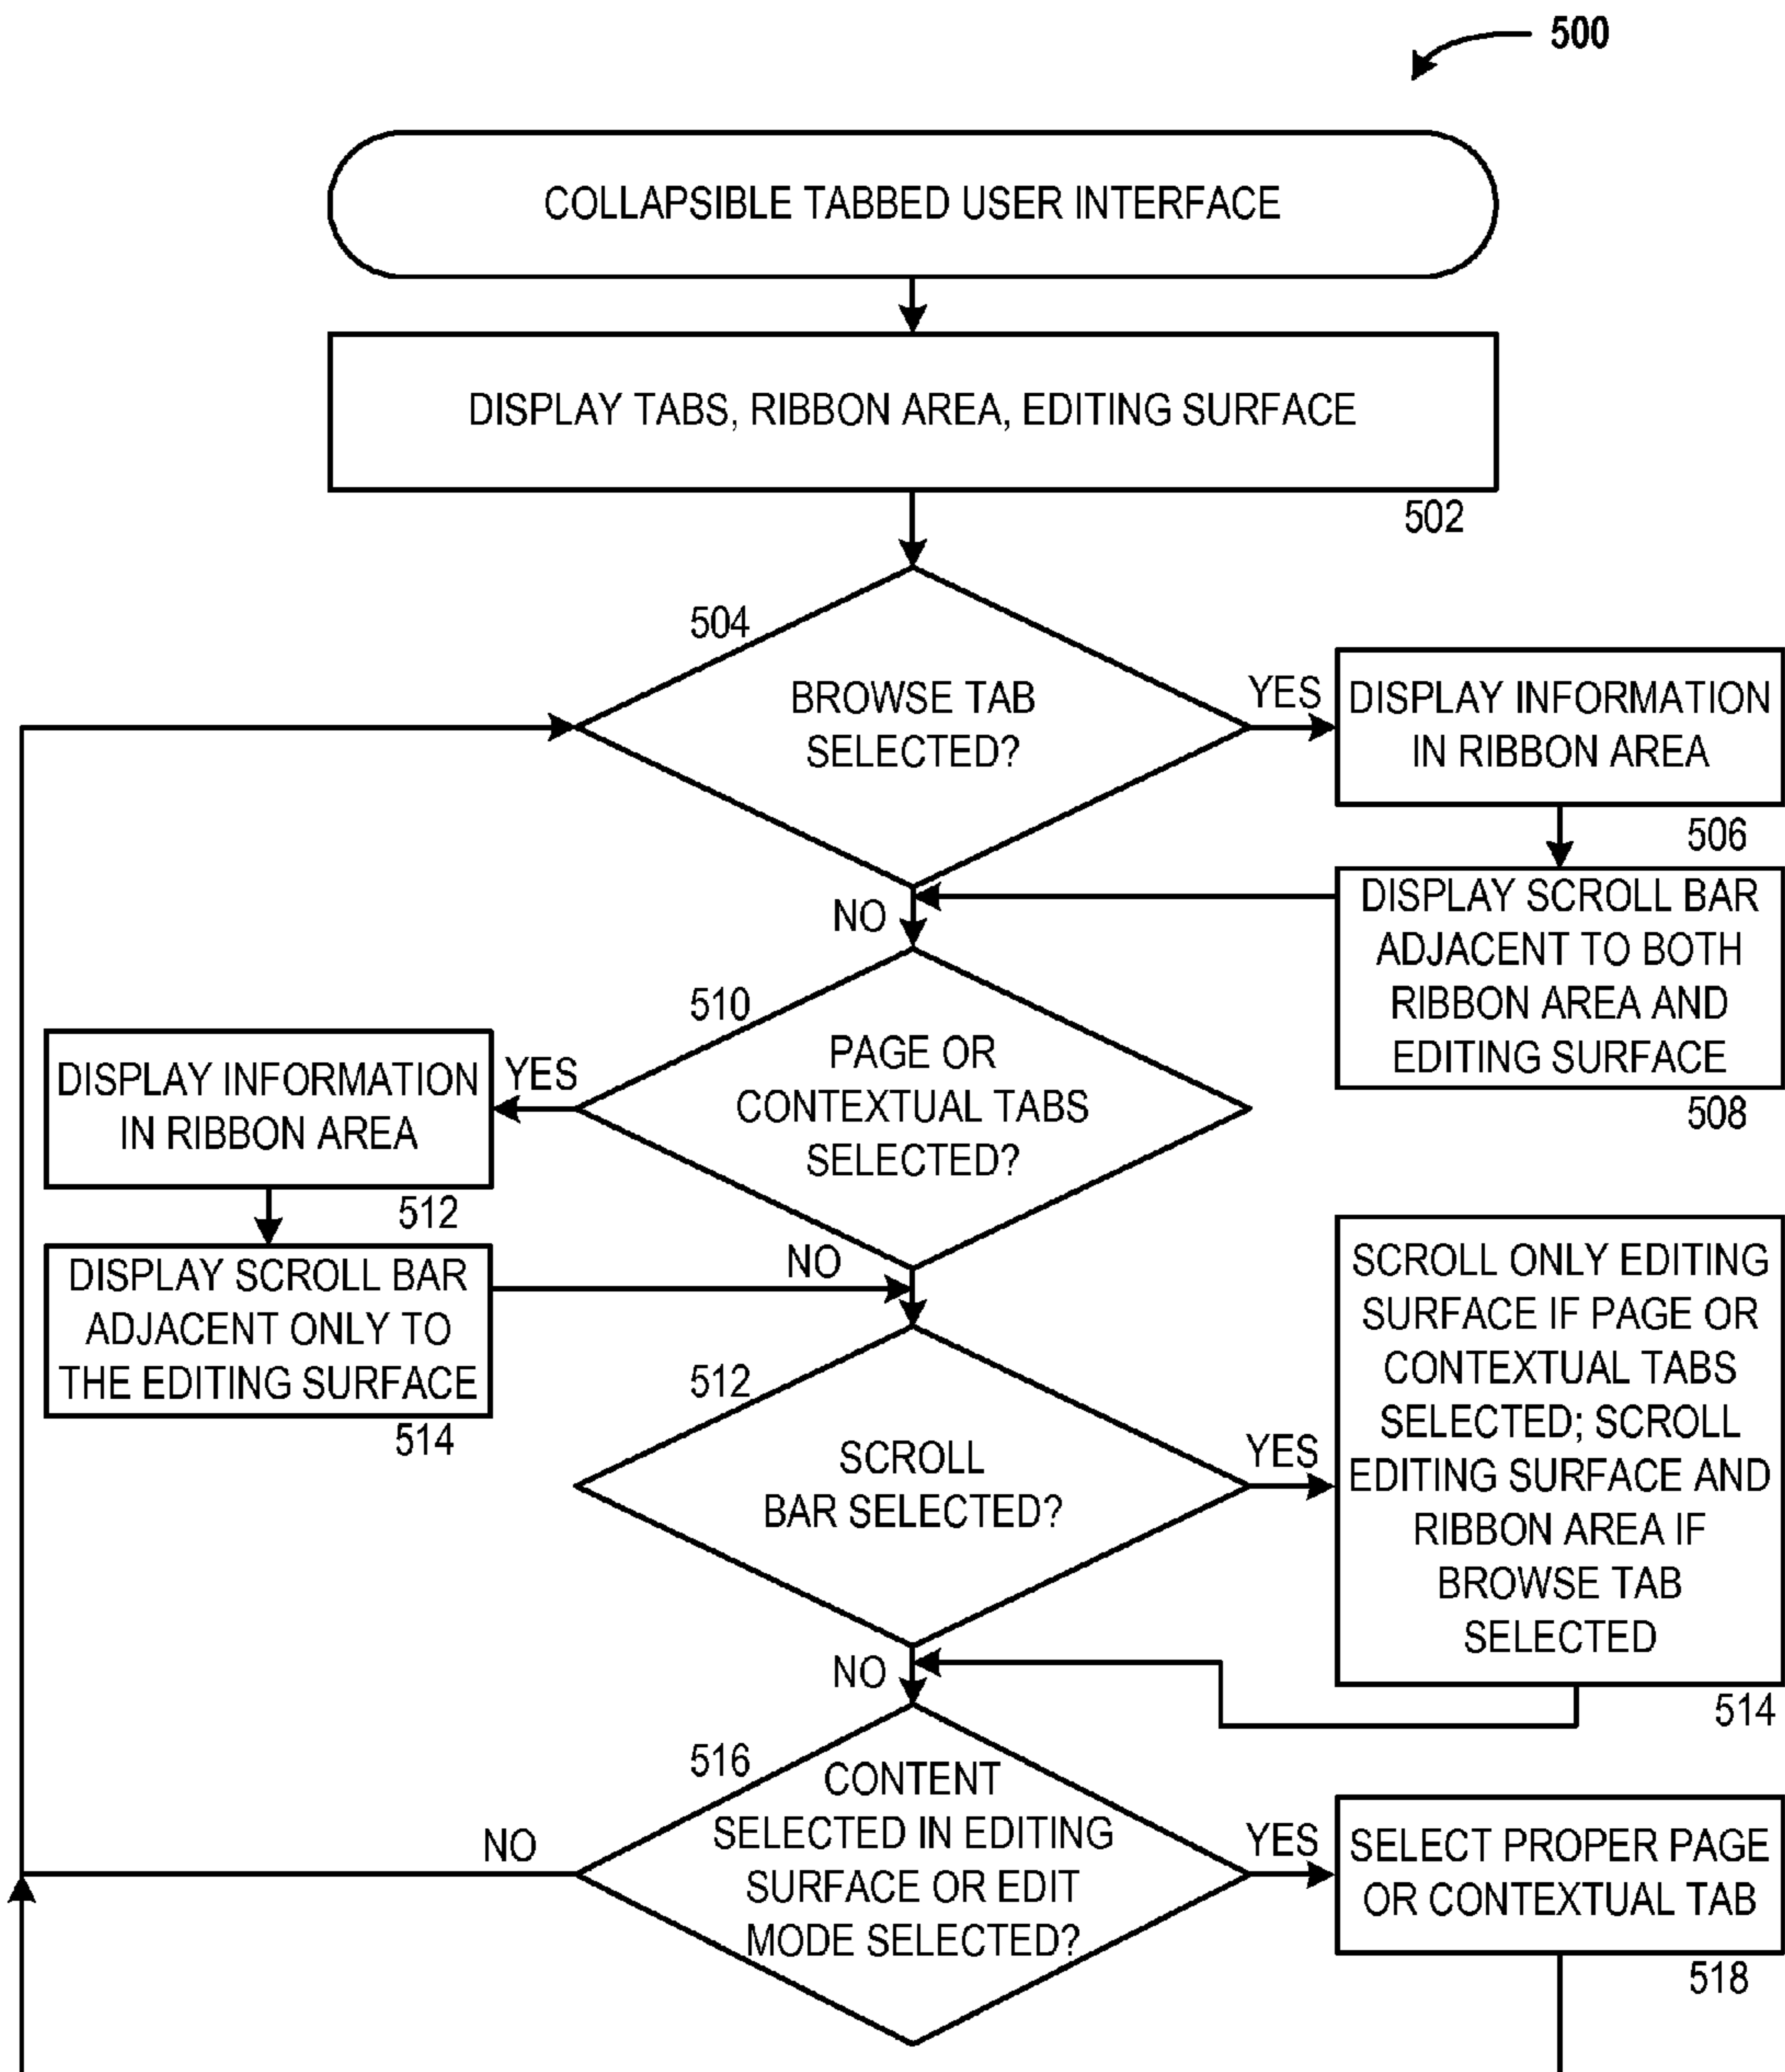 500
COLLAPSIBLE TABBED USER INTERFACE
DISPLAY TABS, RIBBON AREA, EDITING SURFACE
502
504
BROWSE TAB
SELECTED?
YES
DISPLAY INFORMATION
IN RIBBON AREA
506
NO
DISPLAY SCROLL BAR
ADJACENT TO BOTH
RIBBON AREA AND
EDITING SURFACE
508
510
PAGE OR
CONTEXTUAL TABS
SELECTED?
YES
DISPLAY INFORMATION
IN RIBBON AREA
512
DISPLAY SCROLL BAR
ADJACENT ONLY TO
THE EDITING SURFACE
514
NO
512
SCROLL
BAR SELECTED?
YES
SCROLL ONLY EDITING
SURFACE IF PAGE OR
CONTEXTUAL TABS
SELECTED; SCROLL
EDITING SURFACE AND
RIBBON AREA IF
BROWSE TAB
SELECTED
514
NO
516
CONTENT
SELECTED IN EDITING
SURFACE OR EDIT
MODE SELECTED?
NO
YES
SELECT PROPER PAGE
OR CONTEXTUAL TAB
518